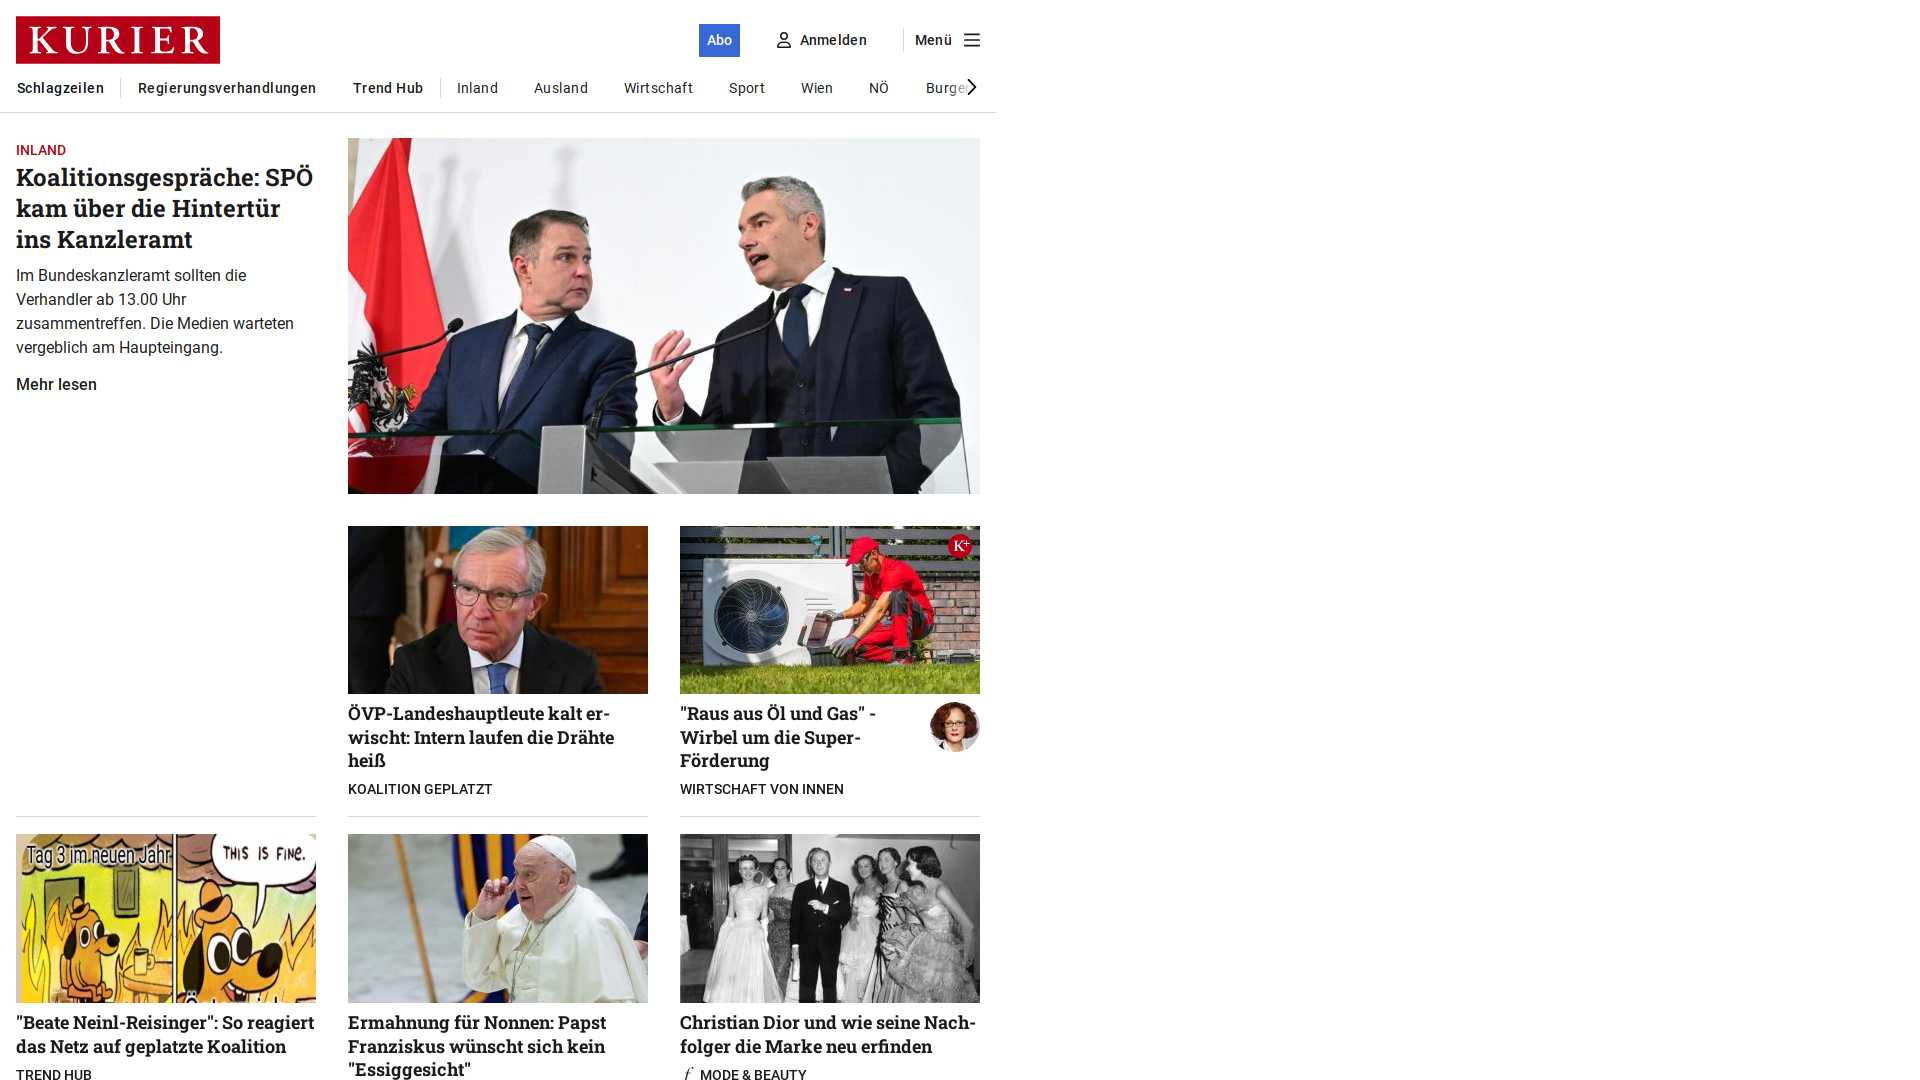 KURIER
Abo
Anmelden
Menü
Schlagzeilen
Regierungsverhandlungen
Trend Hub
Inland
Ausland
Wirtschaft
Sport
Wien
NÖ
INLAND
Koalitionsgespräche: SPÖ
kam über die Hintertür
ins Kanzleramt
Im Bundeskanzleramt sollten die
Verhandler ab 13.00 Uhr
zusammentreffen. Die Medien warteten
vergeblich am Haupteingang.
Mehr lesen
K+
ÖVP-Landeshauptleute kalt er-
wischt: Intern laufen die Drähte
heiß
KOALITION GEPLATZT
"Raus aus Öl und Gas" -
Wirbel um die Super-
Förderung
WIRTSCHAFT VON INNEN
Tag 3 im neuen Jahr
THIS IS FINE.
"Beate Neinl-Reisinger": So reagiert
das Netz auf geplatzte Koalition
TREND HUB
Ermahnung für Nonnen: Papst
Franziskus wünscht sich kein
"Essiggesicht"
Christian Dior und wie seine Nach-
folger die Marke neu erfinden
f MODE & BEAUTY